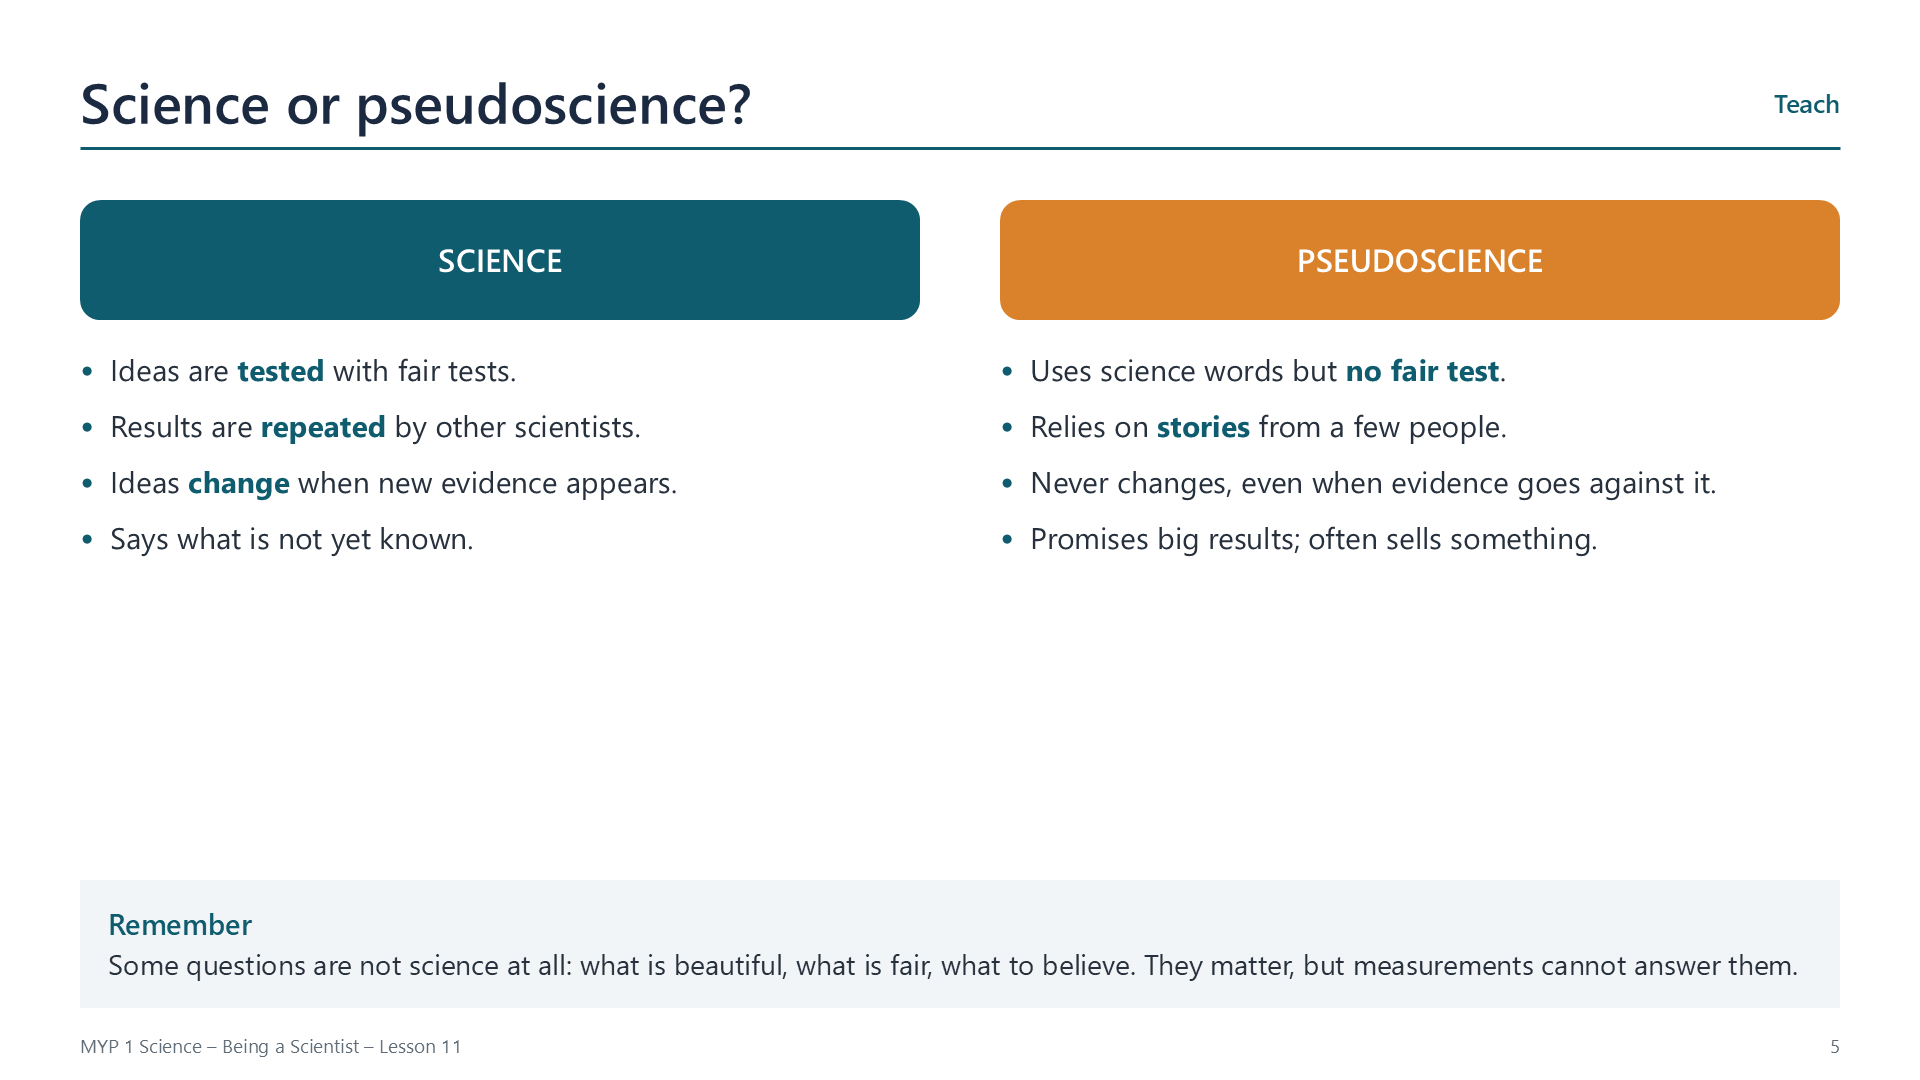 Science or pseudoscience?
Teach
SCIENCE
• Ideas are tested with fair tests.
• Results are repeated by other scientists.
• Ideas change when new evidence appears.
• Says what is not yet known.
PSEUDOSCIENCE
• Uses science words but no fair test.
• Relies on stories from a few people.
• Never changes, even when evidence goes against it.
• Promises big results; often sells something.
Remember
Some questions are not science at all: what is beautiful, what is fair, what to believe. They matter, but measurements cannot answer them.
MYP 1 Science – Being a Scientist – Lesson 11
5